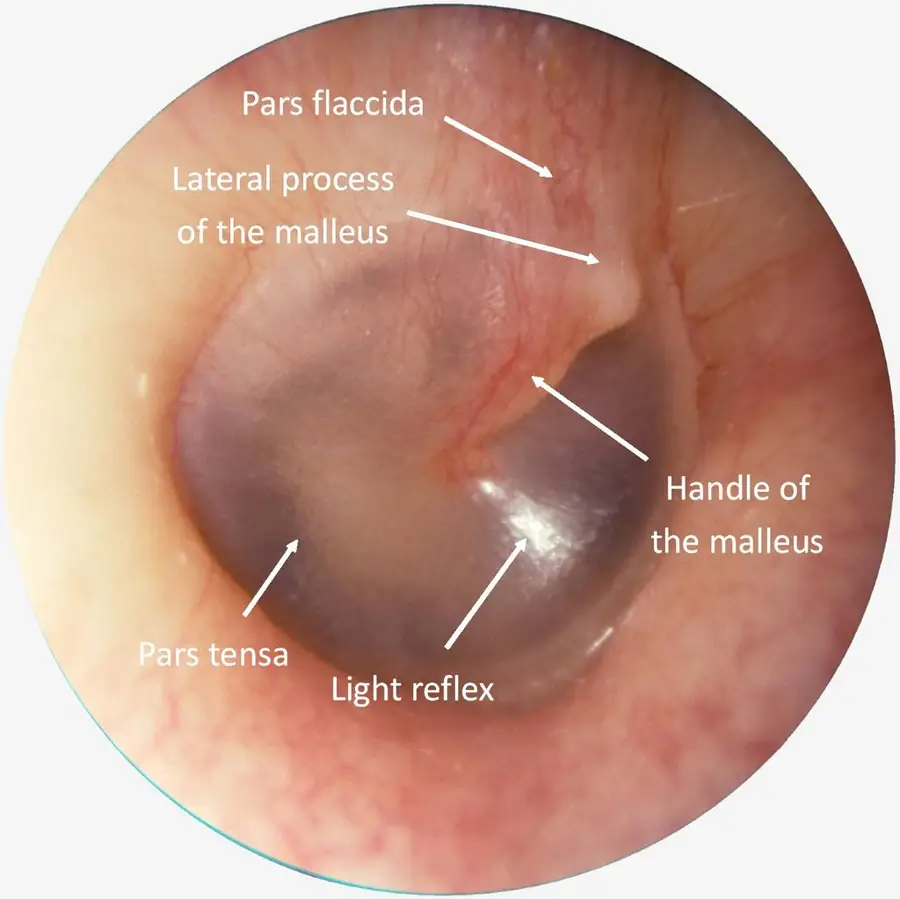 Pars flaccida
Lateral process
of the malleus
Handle of
the malleus
Pars tensa
Light reflex